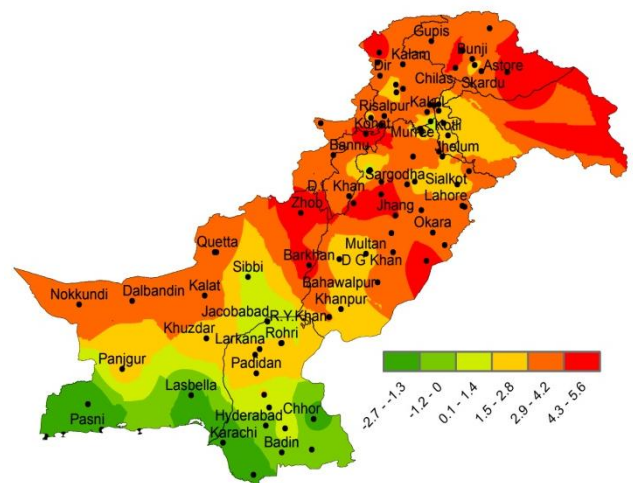 Gupis
Kalam
Bunji
Dir
Astore
Chilas
Skardu
Risalpur
Kakul
Kohat
Murree
Kotli
Bannu
Jhelum
Sargodha
Sialkot
D I Khan
Lahore
Zhob
Jhang
Okara
Quetta
Multan
Barkhan
D G Khan
Sibbi
Bahawalpur
Nokkundi
Dalbandin
Kalat
Khanpur
Jacobabad
R.Y.Khan
Khuzdar
Larkana
Rohri
Panjgur
Padidan
Lasbella
Pasni
Hyderabad
Chhor
Karachi
Badin
-2.7 - -1.3
-1.2 - 0
0.1 - 1.4
1.5 - 2.8
2.9 - 4.2
4.3 - 5.6